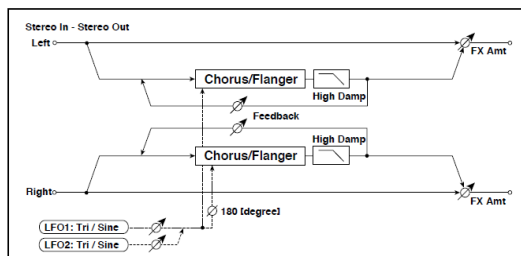 Stereo In - Stereo Out
Left
FX Amt
Chorus/Flanger
High Damp
Feedback
High Damp
Chorus/Flanger
Right
FX Amt
180 [degree]
LFO1: Tri / Sine
LFO2: Tri / Sine